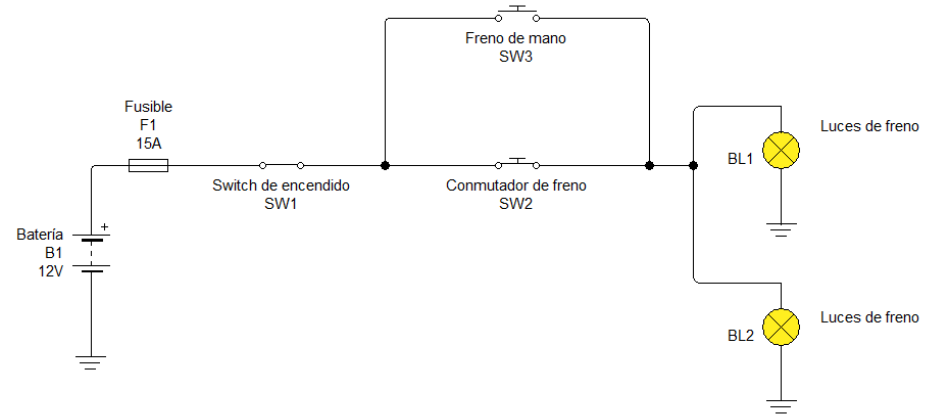 Freno de mano
SW3
Fusible
F1
15A
Luces de freno
BL1
Switch de encendido
SW1
Conmutador de freno
SW2
+
Batería
B1
12V
Luces de freno
BL2